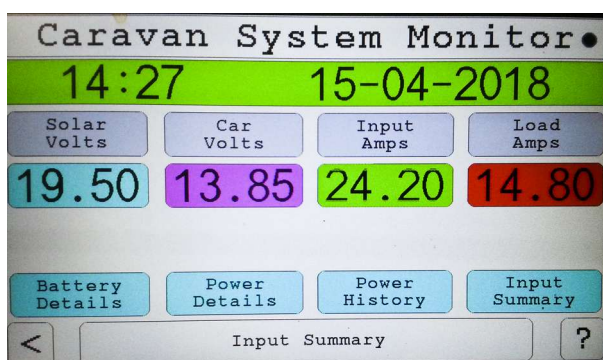 Caravan System Monitor
14:27 15-04-2018
Solar Volts
Car Volts
Input Amps
Load Amps
19.50 13.85 24.20 14.80
Battery Details
Power Details
Power History
Input Summary
< Input Summary ?